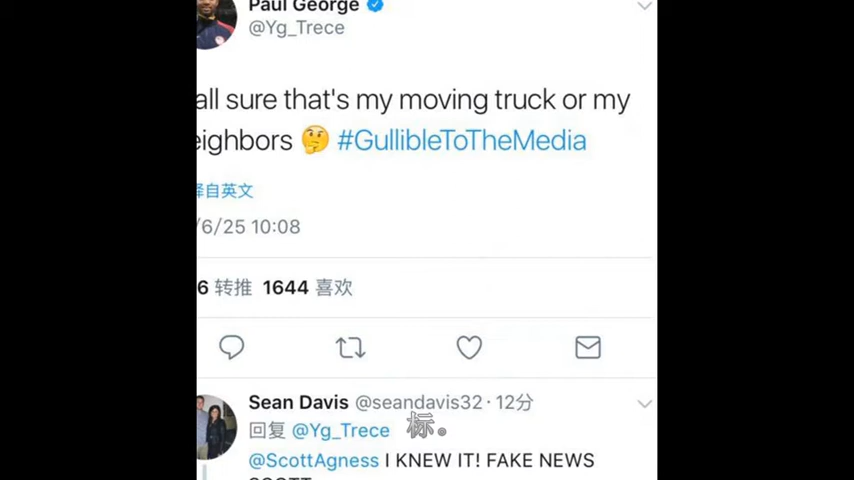 Paul George
@Yg_Trece
all sure that's my moving truck or my
eighbors 🤔 #GullibleToTheMedia
译自英文
/6/25 10:08
6 转推 1644 喜欢
Sean Davis @seandavis32 · 12分
回复 @Yg_Trece
标。
@ScottAgness I KNEW IT! FAKE NEWS